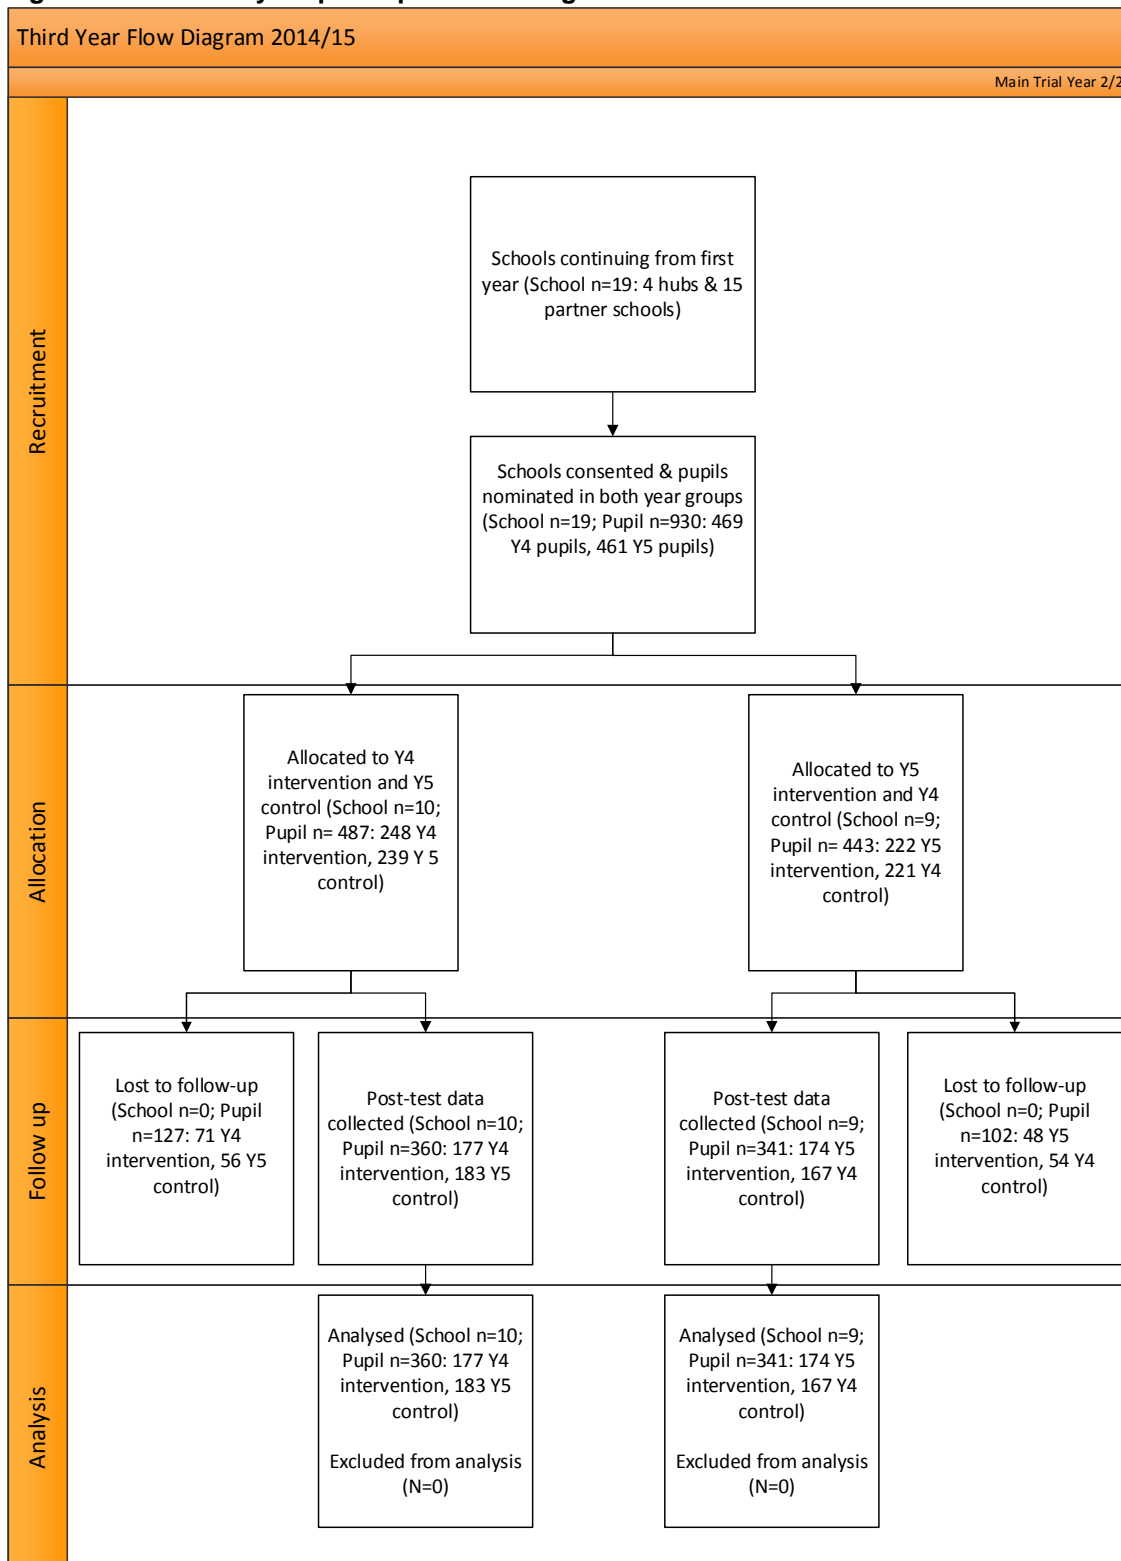 Third Year Flow Diagram 2014/15
Main Trial Year 2/2
Recruitment
Schools continuing from first
year (School n=19: 4 hubs & 15
partner schools)
Schools consented & pupils
nominated in both year groups
(School n=19; Pupil n=930: 469
Y4 pupils, 461 Y5 pupils)
Allocation
Allocated to Y4
intervention and Y5
control (School n=10;
Pupil n= 487: 248 Y4
intervention, 239 Y 5
control)
Allocated to Y5
intervention and Y4
control (School n=9;
Pupil n= 443: 222 Y5
intervention, 221 Y4
control)
Follow up
Lost to follow-up
(School n=0; Pupil
n=127: 71 Y4
intervention, 56 Y5
control)
Post-test data
collected (School n=10;
Pupil n=360: 177 Y4
intervention, 183 Y5
control)
Post-test data
collected (School n=9;
Pupil n=341: 174 Y5
intervention, 167 Y4
control)
Lost to follow-up
(School n=0; Pupil
n=102: 48 Y5
intervention, 54 Y4
control)
Analysis
Analysed (School n=10;
Pupil n=360: 177 Y4
intervention, 183 Y5
control)
Excluded from analysis
(N=0)
Analysed (School n=9;
Pupil n=341: 174 Y5
intervention, 167 Y4
control)
Excluded from analysis
(N=0)